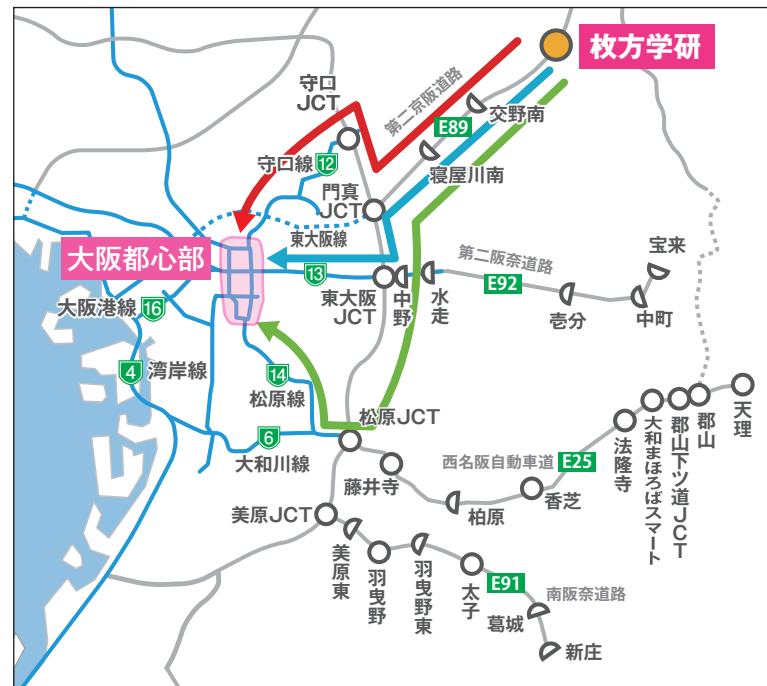 枚方学研
守口
JCT
第二京阪道路
E89
交野南
守口線
12
寝屋川南
門真
JCT
東大阪線
大阪都心部
宝来
第二阪奈道路
13
E92
東大阪
JCT
中野
水走
壱分
中町
大阪港線
16
4
湾岸線
14
松原線
松原JCT
6
大和川線
天理
郡山
郡山下ツ道JCT
大和まほろばスマート
法隆寺
西名阪自動車道
E25
藤井寺
香芝
柏原
美原JCT
美原東
羽曳野
羽曳野東
太子
E91
南阪奈道路
葛城
新庄